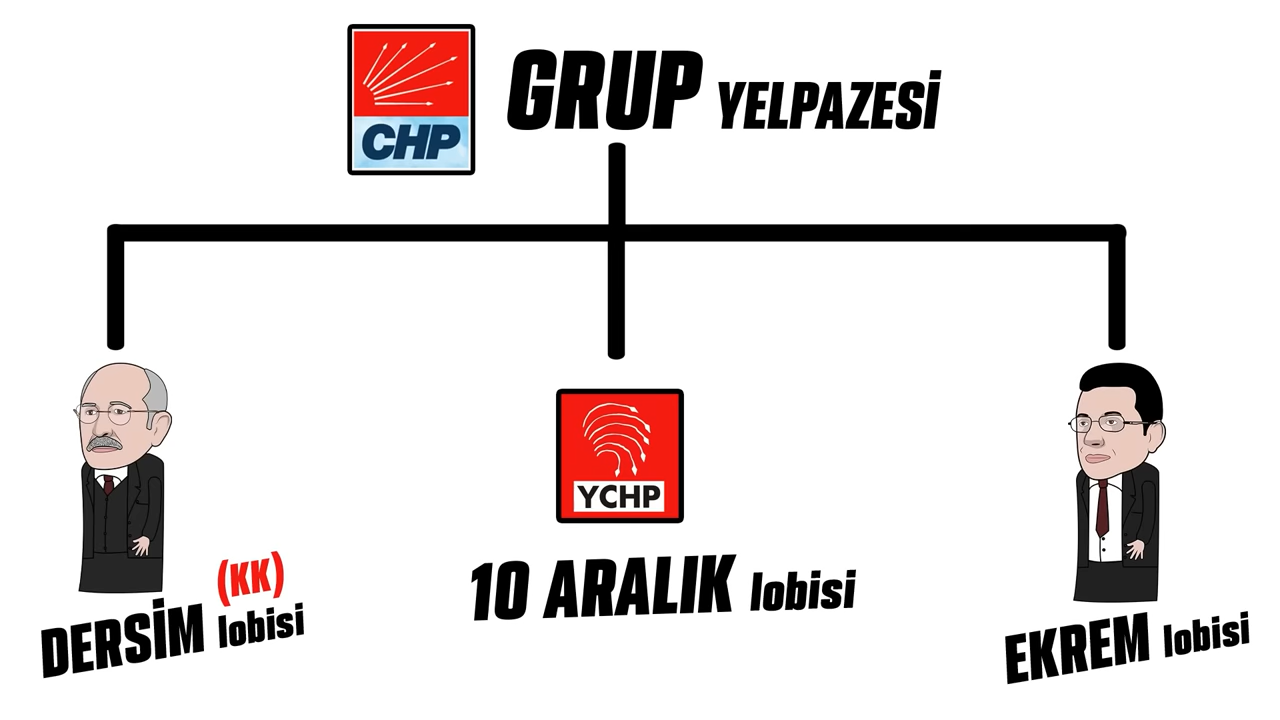 CHP
GRUP YELPAZESİ
YCHP
(KK)
DERSİM lobisi
10 ARALIK lobisi
EKREM lobisi